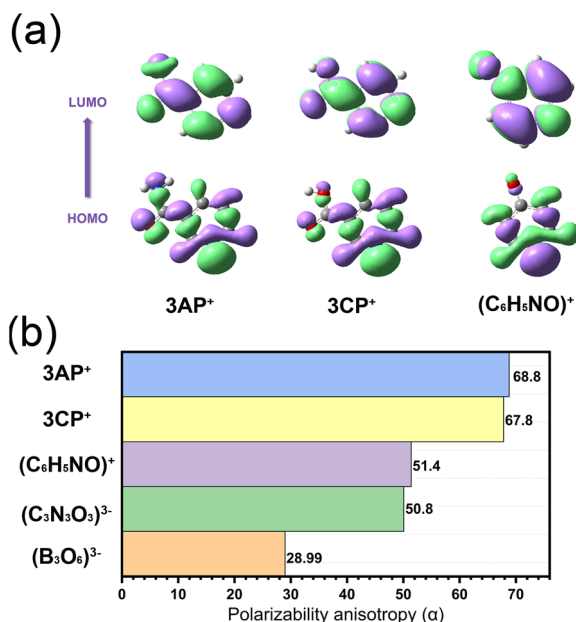 (a)
LUMO
HOMO
3AP⁺
3CP⁺
(C₆H₅NO)⁺
(b)
3AP⁺
68.8
3CP⁺
67.8
(C₆H₅NO)⁺
51.4
(C₃N₃O₃)³⁻
50.8
(B₃O₆)³⁻
28.99
0 10 20 30 40 50 60 70
Polarizability anisotropy (α)